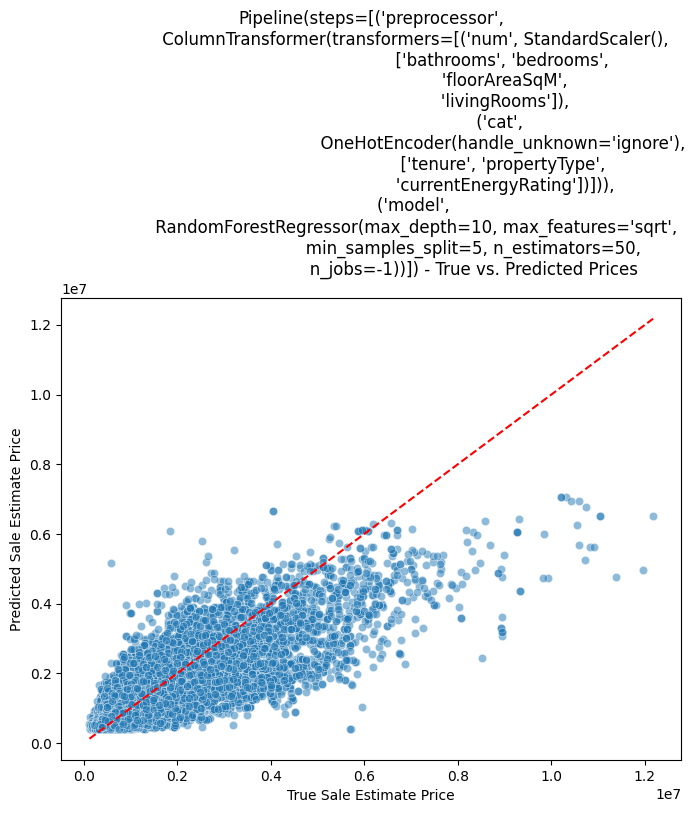 Pipeline(steps=[('preprocessor',
ColumnTransformer(transformers=[('num', StandardScaler(),
['bathrooms', 'bedrooms',
'floorAreaSqM',
'livingRooms']),
('cat',
OneHotEncoder(handle_unknown='ignore'),
['tenure', 'propertyType',
'currentEnergyRating'])])),
('model',
RandomForestRegressor(max_depth=10, max_features='sqrt',
min_samples_split=5, n_estimators=50,
n_jobs=-1))]) - True vs. Predicted Prices
1e7
1.2
1.0
0.8
0.6
0.4
0.2
0.0
Predicted Sale Estimate Price
0.0 0.2 0.4 0.6 0.8 1.0 1.2
True Sale Estimate Price
1e7